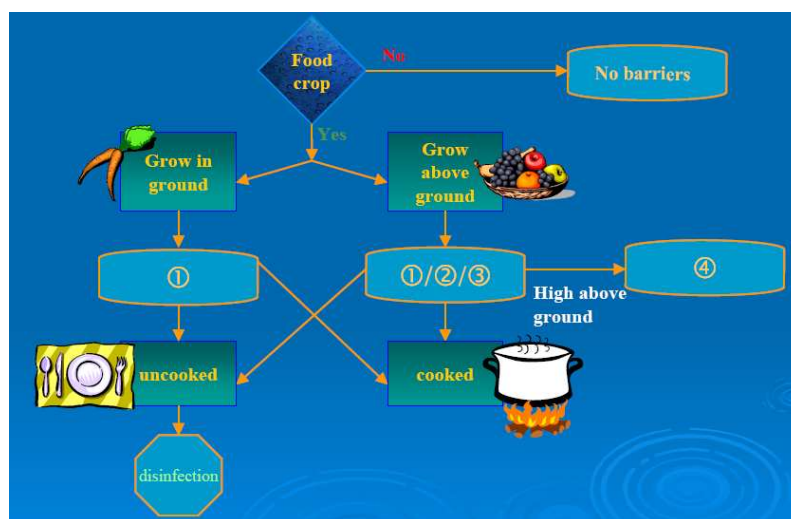 Food
crop
No
No barriers
Yes
Grow in
ground
Grow
above
ground
①
①/②/③
④
High above
ground
uncooked
cooked
disinfection